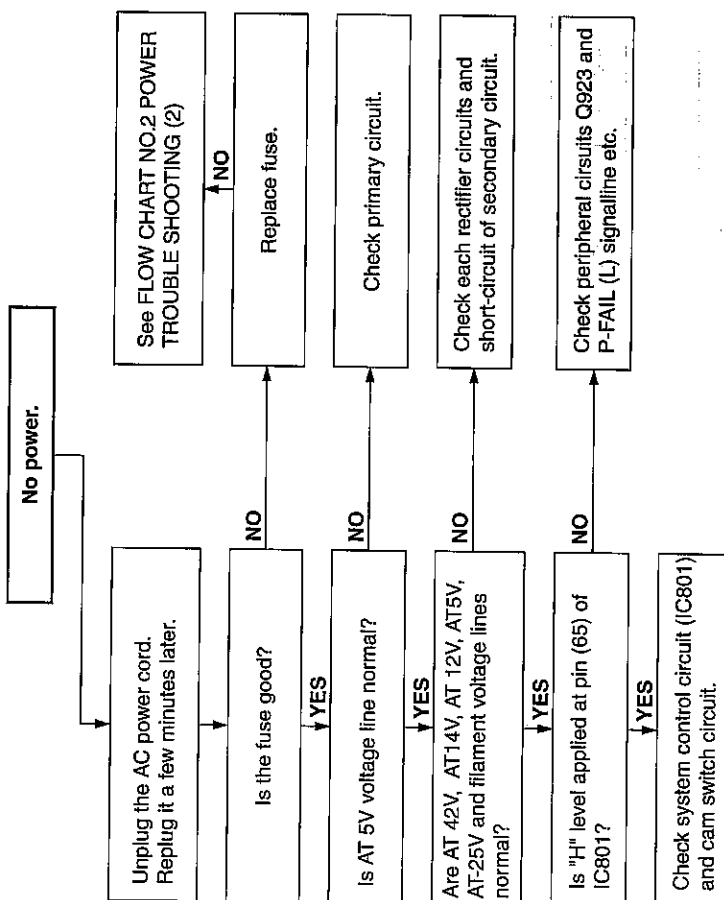 No power.
Unplug the AC power cord.
Replug it a few minutes later.
See FLOW CHART NO.2 POWER
TROUBLE SHOOTING (2)
NO
Is the fuse good?
NO
Replace fuse.
YES
Is AT 5V voltage line normal?
NO
Check primary circuit.
YES
Are AT 42V, AT14V, AT 12V, AT5V,
AT-25V and filament voltage lines
normal?
NO
Check each rectifier circuits and
short-circuit of secondary circuit.
YES
Is "H" level applied at pin (65) of
IC801?
NO
Check peripheral cirsuits Q923 and
P-FAIL (L) signalline etc.
YES
Check system control circuit (IC801)
and cam switch circuit.